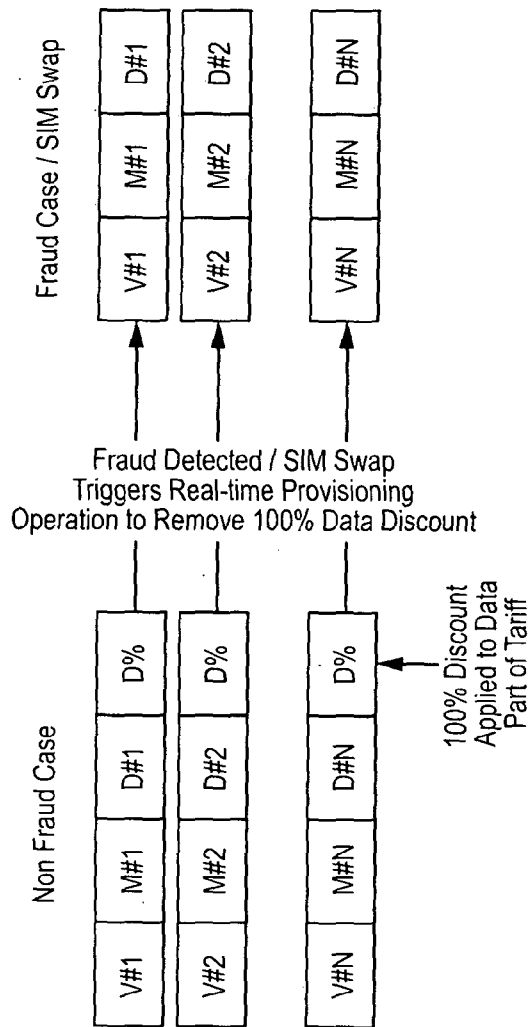 Non Fraud Case
V#1 M#1 D#1 D%
V#2 M#2 D#2 D%
V#N M#N D#N D%
100% Discount
Applied to Data
Part of Tariff
Fraud Detected / SIM Swap
Triggers Real-time Provisioning
Operation to Remove 100% Data Discount
Fraud Case / SIM Swap
V#1 M#1 D#1
V#2 M#2 D#2
V#N M#N D#N